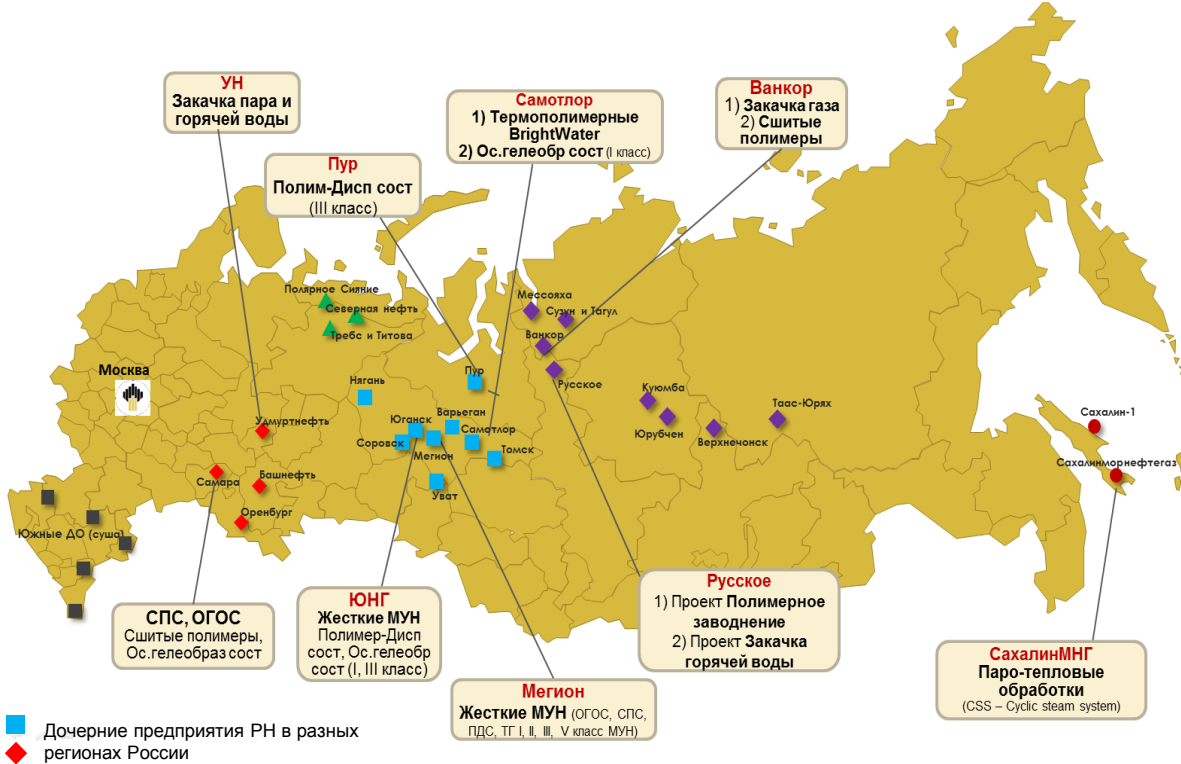 УН
Закачка пара и
горячей воды
Пур
Полим-Дисп сост
(III класс)
Самотлор
1) Термополимерные
BrightWater
2) Ос.гелеобр сост (I класс)
Ванкор
1) Закачка газа
2) Сшитые
полимеры
Полярное Сияние
Северная нефть
Требс и Титова
Мессояха
Сузун и Тагул
Ванкор
Русское
Москва
Нягань
Пур
Куюмба
Юрубчен
Верхнечонск
Таас-Юрях
Сахалин-1
Сахалинморнефтегаз
Удмуртнефть
Юганск
Варьеган
Соровск
Мегион
Самотлор
Томск
Уват
Самара
Башнефть
Оренбург
Южные ДО (суша)
СПС, ОГОС
Сшитые полимеры,
Ос.гелеобраз сост
ЮНГ
Жесткие МУН
Полимер-Дисп
сост, Ос.гелеобр
сост (I, III класс)
Мегион
Жесткие МУН (ОГОС, СПС,
ПДС, ТГ I, II, III, V класс МУН)
Русское
1) Проект Полимерное
заводнение
2) Проект Закачка
горячей воды
СахалинМНГ
Паро-тепловые
обработки
(CSS – Cyclic steam system)
Дочерние предприятия РН в разных
регионах России